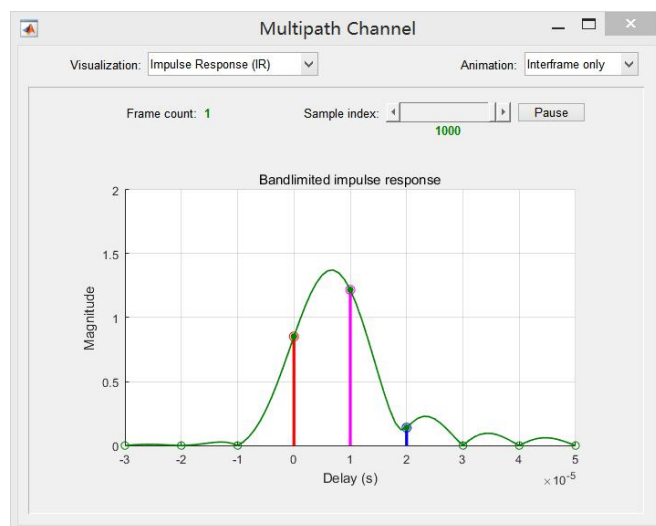 Multipath Channel
Visualization: Impulse Response (IR) Animation: Interframe only
Frame count: 1 Sample index: Pause
1000
Bandlimited impulse response
2
1.5
1
0.5
0
Magnitude
-3 -2 -1 0 1 2 3 4 5
Delay (s) × 10⁻⁵